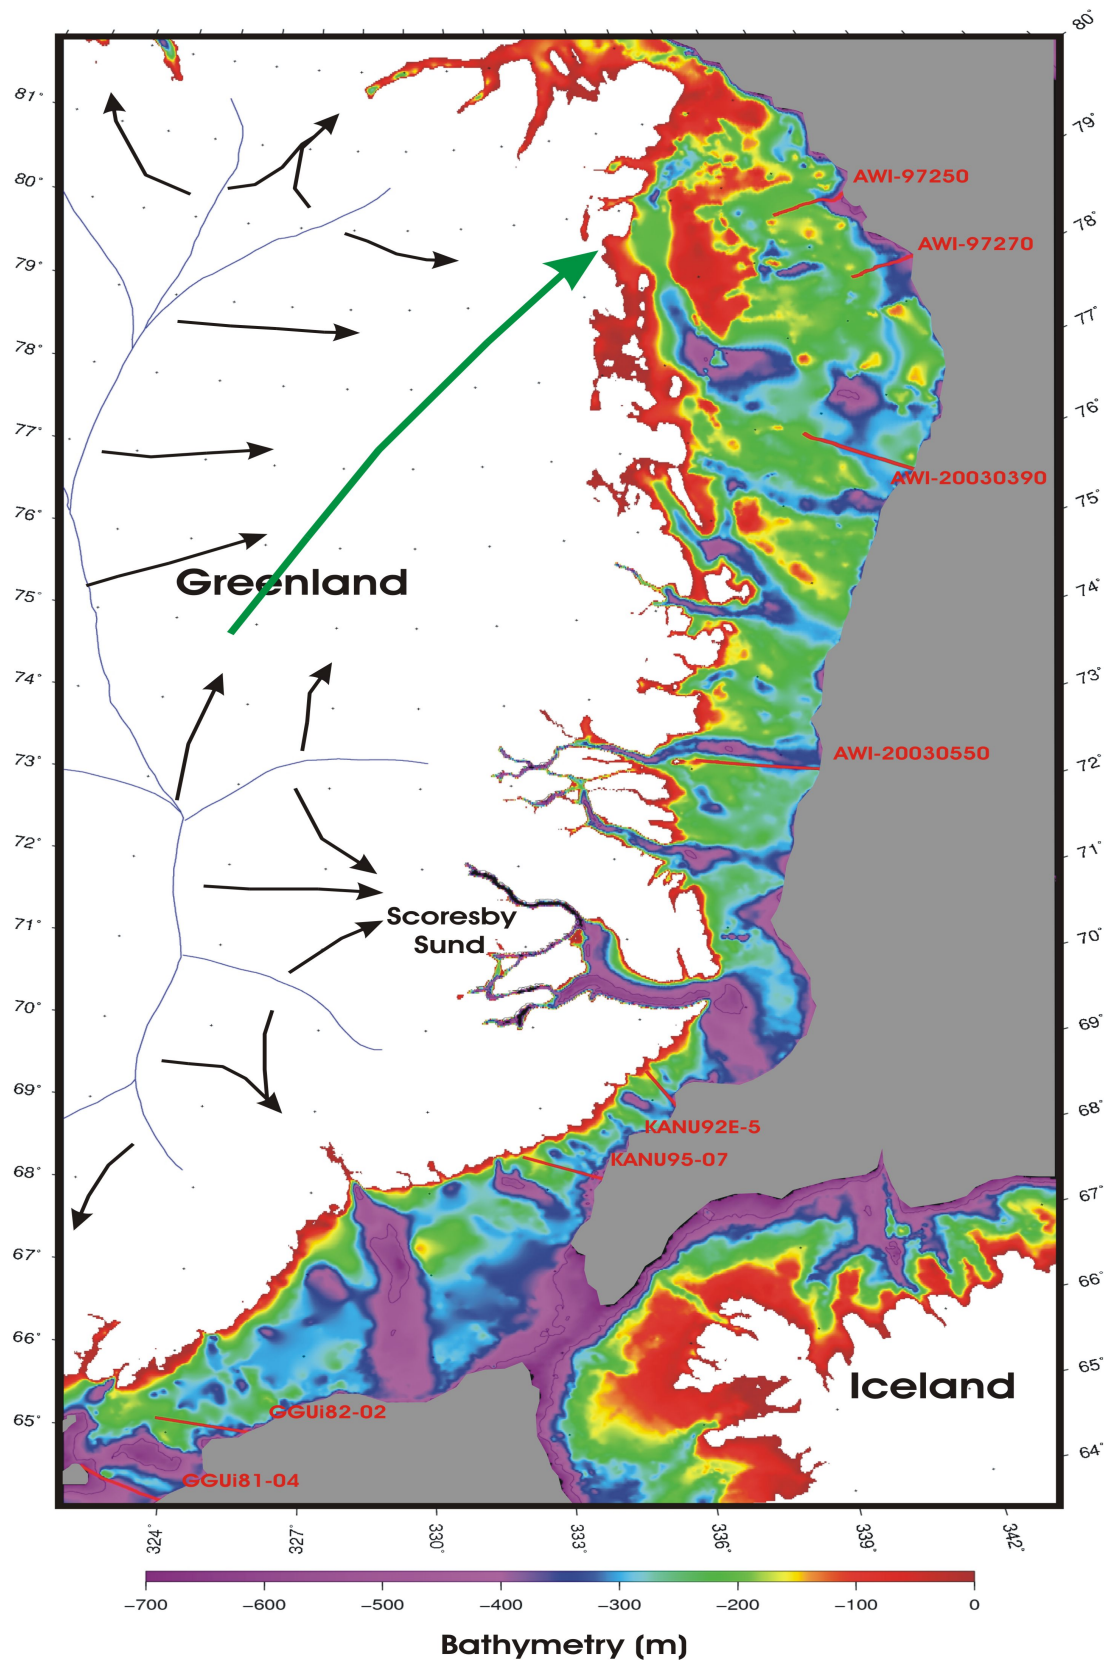 80°
81°
79°
80°
AWI-97250
78°
AWI-97270
79°
77°
78°
76°
77°
AWI-20030390
75°
76°
Greenland
74°
75°
73°
74°
AWI-20030550
73°
72°
72°
71°
Scoresby
Sund
71°
70°
70°
69°
69°
68°
KANU92E-5
KANU95-07
68°
67°
67°
66°
66°
65°
Iceland
GGUi82-02
65°
64°
GGUi81-04
324° 327° 330° 333° 336° 339° 342°
−700 −600 −500 −400 −300 −200 −100 0
Bathymetry (m)